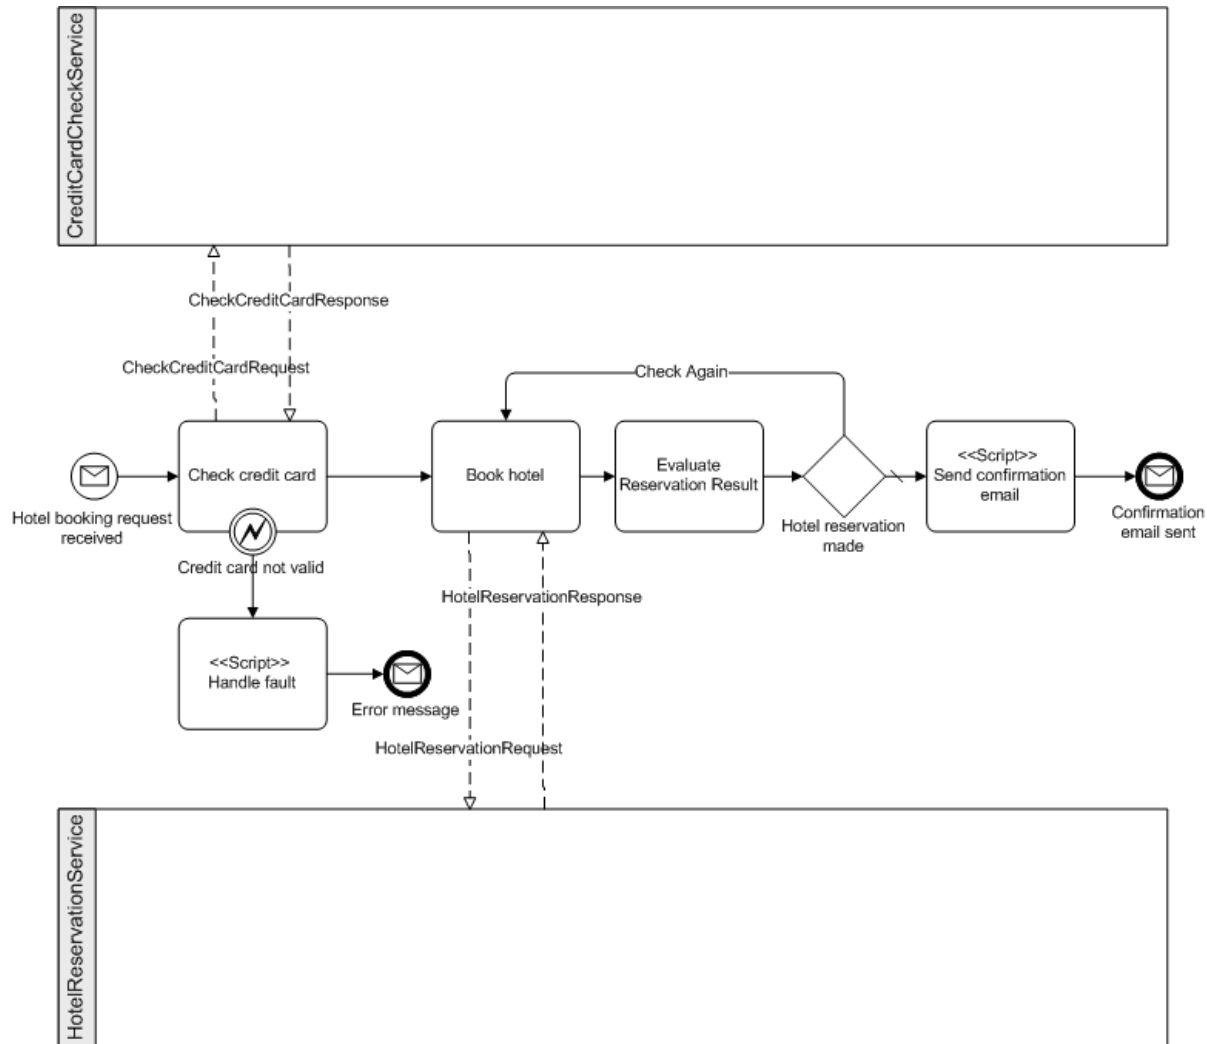 CreditCardCheckService
CheckCreditCardResponse
CheckCreditCardRequest
Check Again
Check credit card
Book hotel
Evaluate
Reservation Result
<<Script>>
Send confirmation
email
Hotel booking request
received
Hotel reservation
made
Confirmation
email sent
Credit card not valid
HotelReservationResponse
<<Script>>
Handle fault
Error message
HotelReservationRequest
HotelReservationService